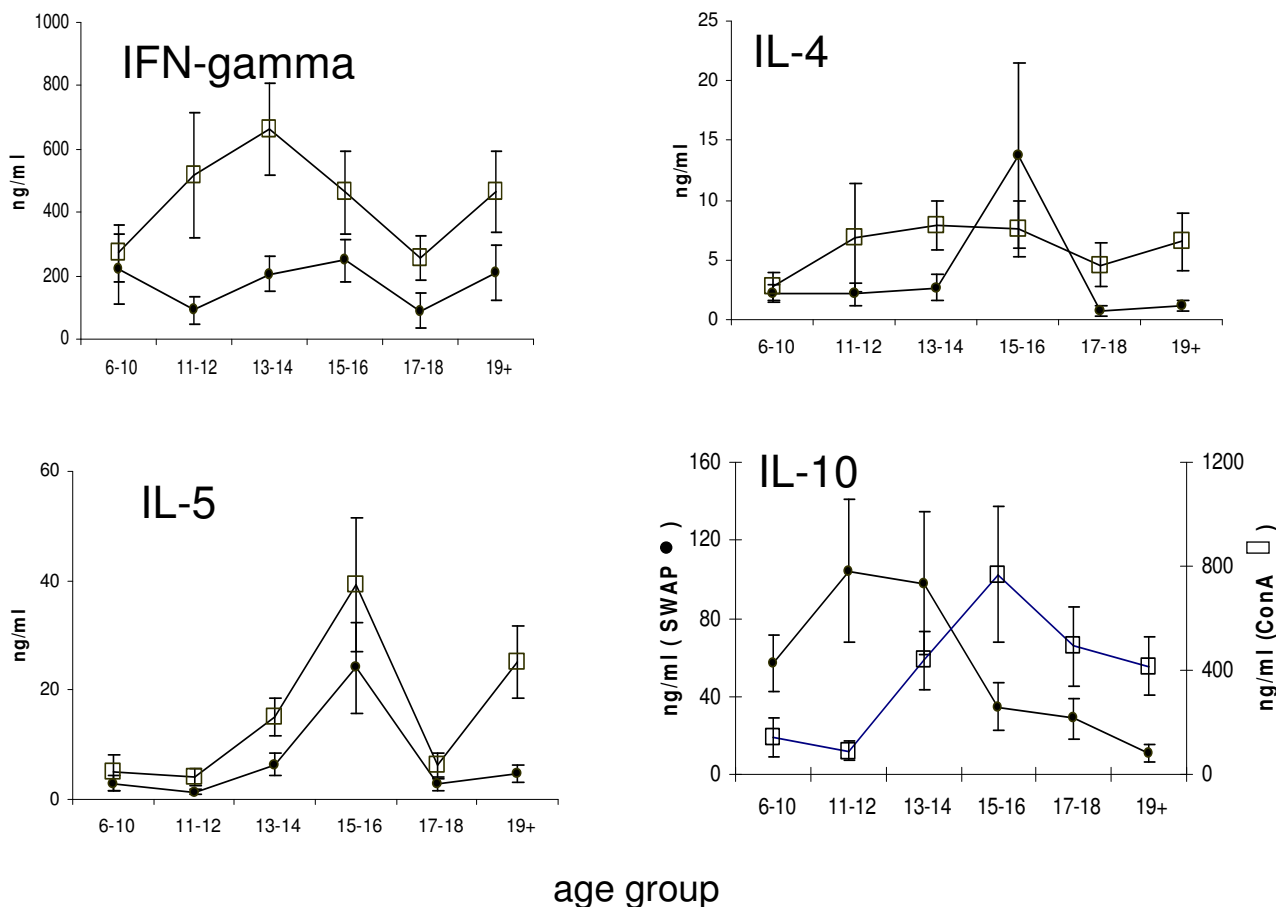 IFN-gamma
ng/ml
1000
800
600
400
200
0
6-10 11-12 13-14 15-16 17-18 19+
IL-4
ng/ml
25
20
15
10
5
0
6-10 11-12 13-14 15-16 17-18 19+
IL-5
ng/ml
60
40
20
0
6-10 11-12 13-14 15-16 17-18 19+
IL-10
ng/ml ( SWAP ● )
160
120
80
40
0
1200
800
400
0
ng/ml (ConA □ )
6-10 11-12 13-14 15-16 17-18 19+
age group